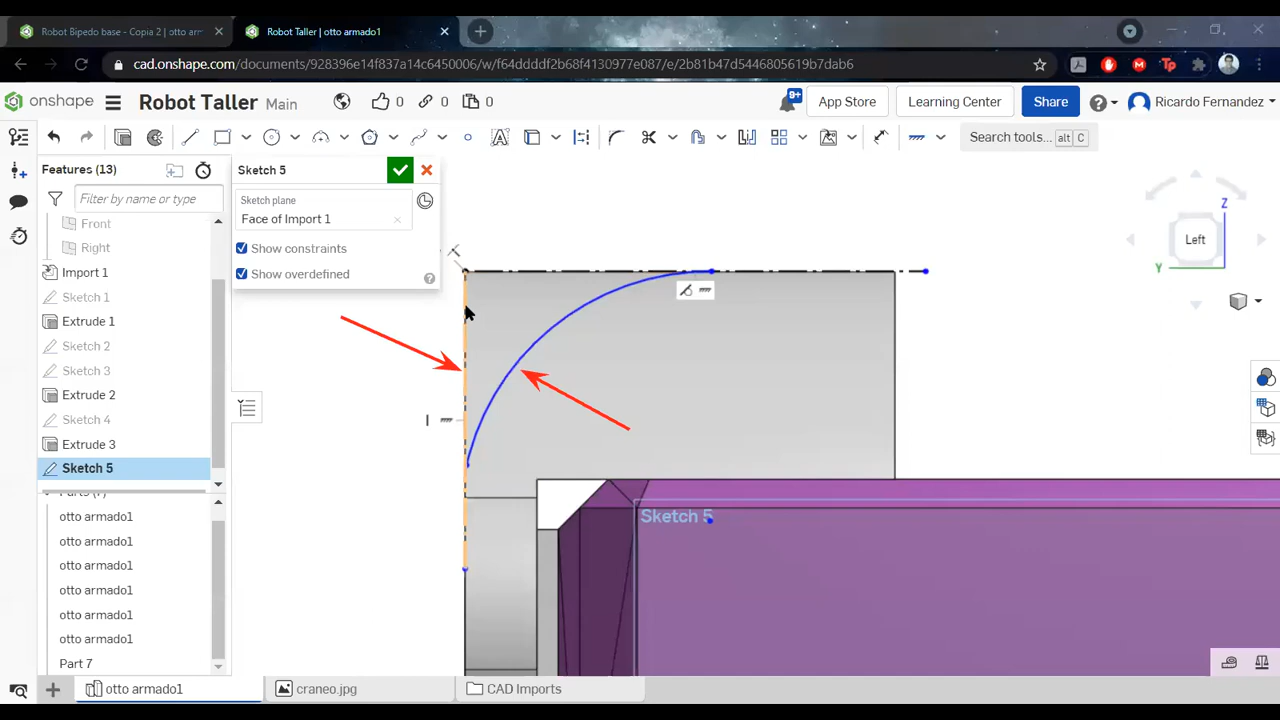 Robot Bipedo base - Copia 2 | otto arm
Robot Taller | otto armado1
cad.onshape.com/documents/928396e14f837a14c6450006/w/f64dbddf2b68f4130977e087/e/2b81b47d5446805619b7dab6
onshape
Robot Taller Main
0
0
0
9+
App Store
Learning Center
Share
Ricardo Fernandez
Search tools... alt C
Features (13)
Filter by name or type
Front
Right
Import 1
Sketch 1
Extrude 1
Sketch 2
Sketch 3
Extrude 2
Sketch 4
Extrude 3
Sketch 5
Parts (7)
otto armado1
otto armado1
otto armado1
otto armado1
otto armado1
otto armado1
Part 7
Sketch 5
Sketch plane
Face of Import 1
Show constraints
Show overdefined
Z
Left
Y
Sketch 5
otto armado1
craneo.jpg
CAD Imports